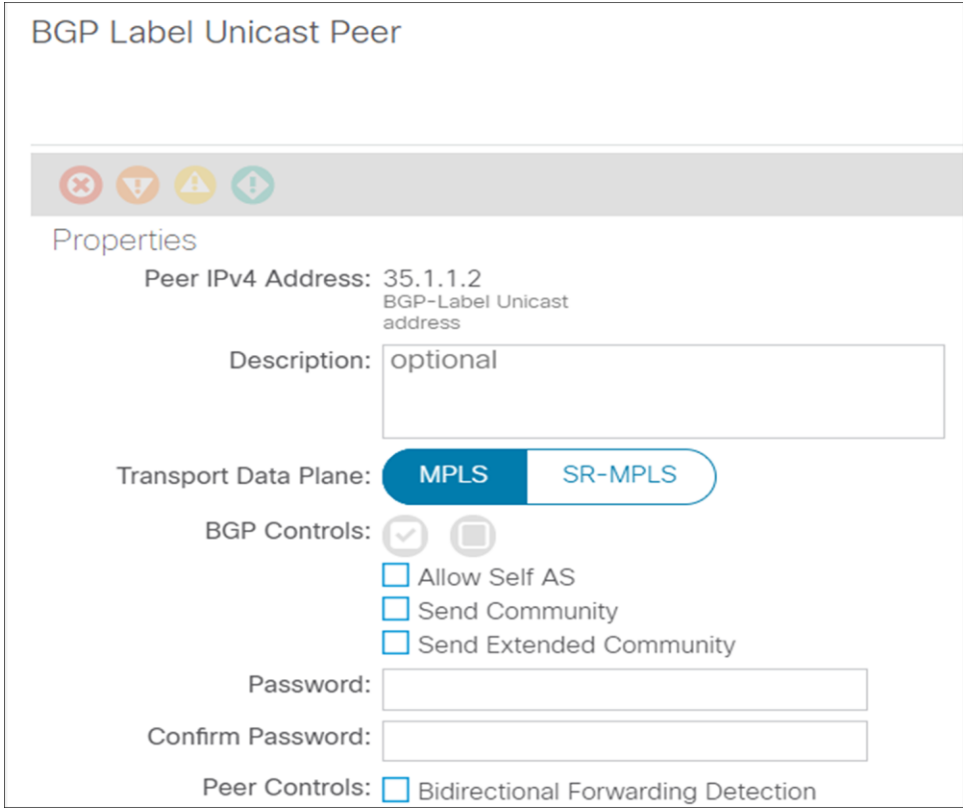 BGP Label Unicast Peer
Properties
Peer IPv4 Address: 35.1.1.2
BGP-Label Unicast
address
Description: optional
Transport Data Plane: MPLS SR-MPLS
BGP Controls:
Allow Self AS
Send Community
Send Extended Community
Password:
Confirm Password:
Peer Controls: Bidirectional Forwarding Detection